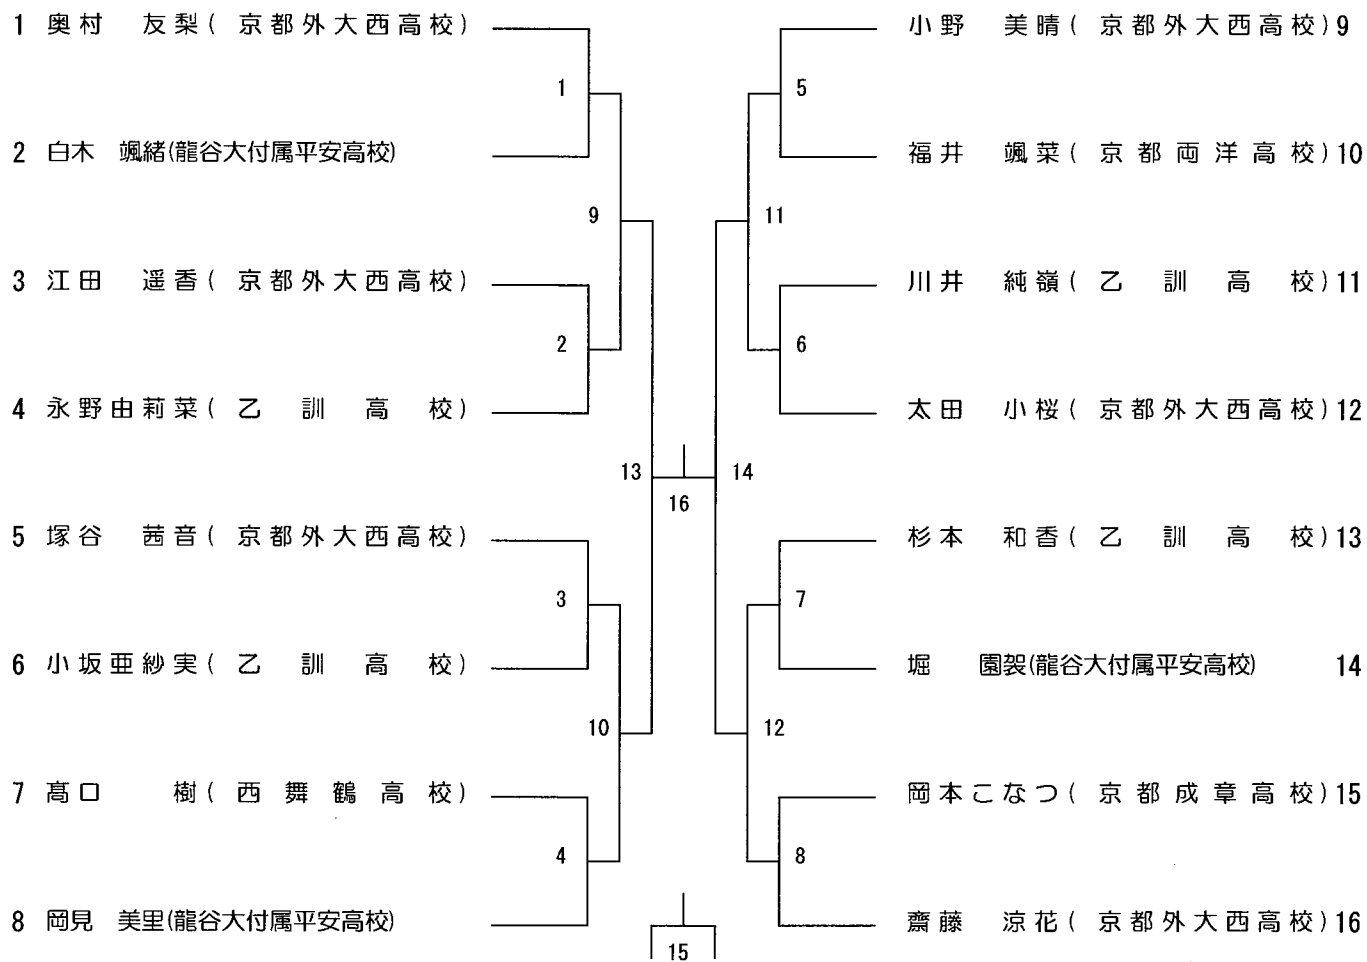 1 奥村 友梨( 京都外大西高校)
1
2 白木 颯緒(龍谷大付属平安高校)
9
3 江田 遥香( 京都外大西高校)
2
4 永野由莉菜( 乙訓高校)
13
5 塚谷 茜音( 京都外大西高校)
3
6 小坂亜紗実( 乙訓高校)
10
7 髙口 樹( 西舞鶴高校)
4
8 岡見 美里(龍谷大付属平安高校)
16
15
小野 美晴( 京都外大西高校) 9
5
福井 颯菜( 京都両洋高校) 10
11
川井 純嶺( 乙訓高校) 11
6
太田 小桜( 京都外大西高校) 12
14
杉本 和香( 乙訓高校) 13
7
堀 園袈(龍谷大付属平安高校) 14
12
岡本こなつ( 京都成章高校) 15
8
齋藤 涼花( 京都外大西高校) 16